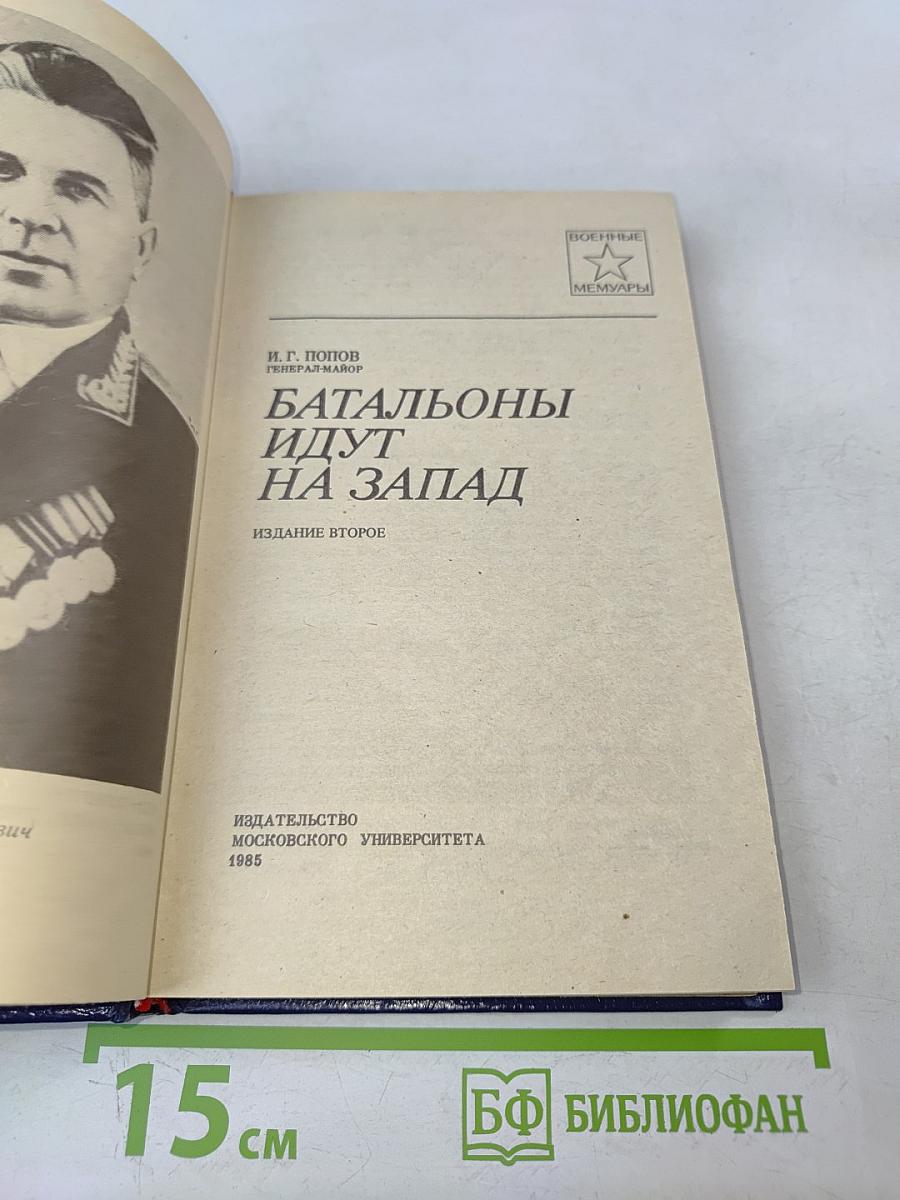 ВОЕННЫЕ
МЕМУАРЫ
И. Г. ПОПОВ
ГЕНЕРАЛ-МАЙОР
БАТАЛЬОНЫ
ИДУТ
НА ЗАПАД
ИЗДАНИЕ ВТОРОЕ
ИЗДАТЕЛЬСТВО
МОСКОВСКОГО УНИВЕРСИТЕТА
1985
вич
15 см
БФ БИБЛИОФАН